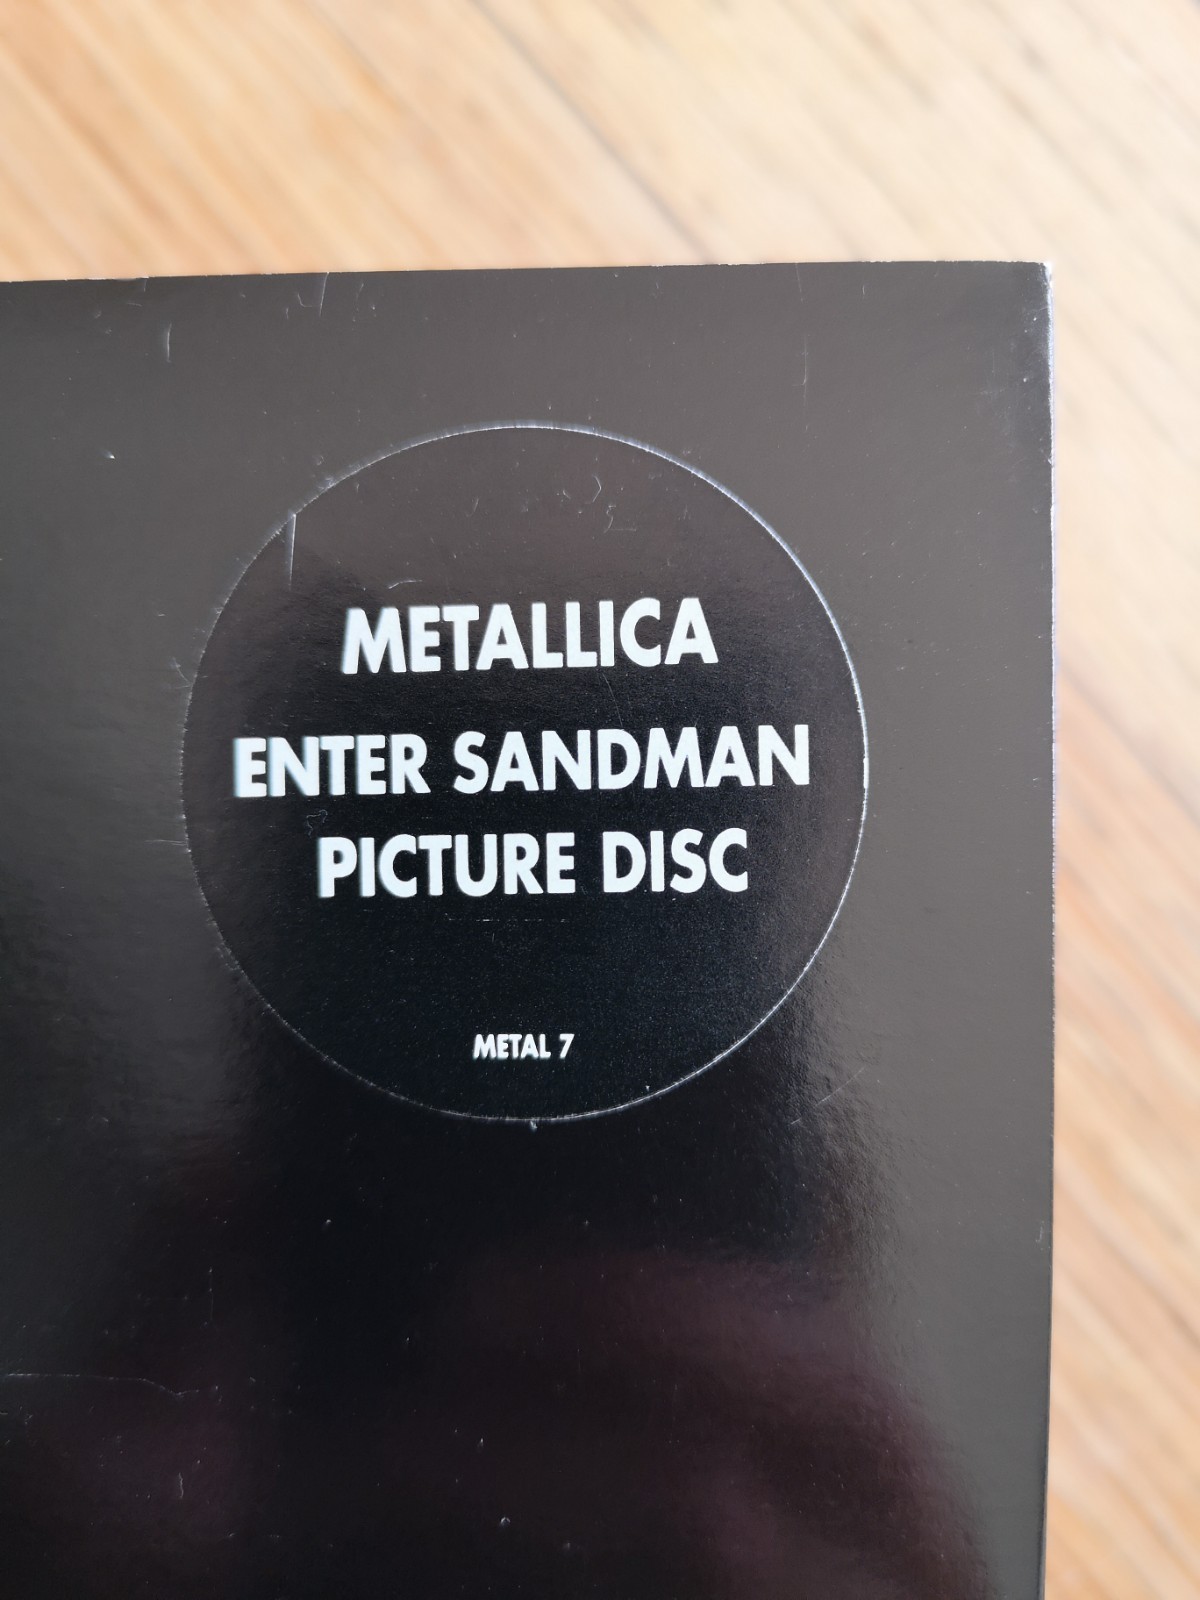 METALLICA
ENTER SANDMAN
PICTURE DISC
METAL 7